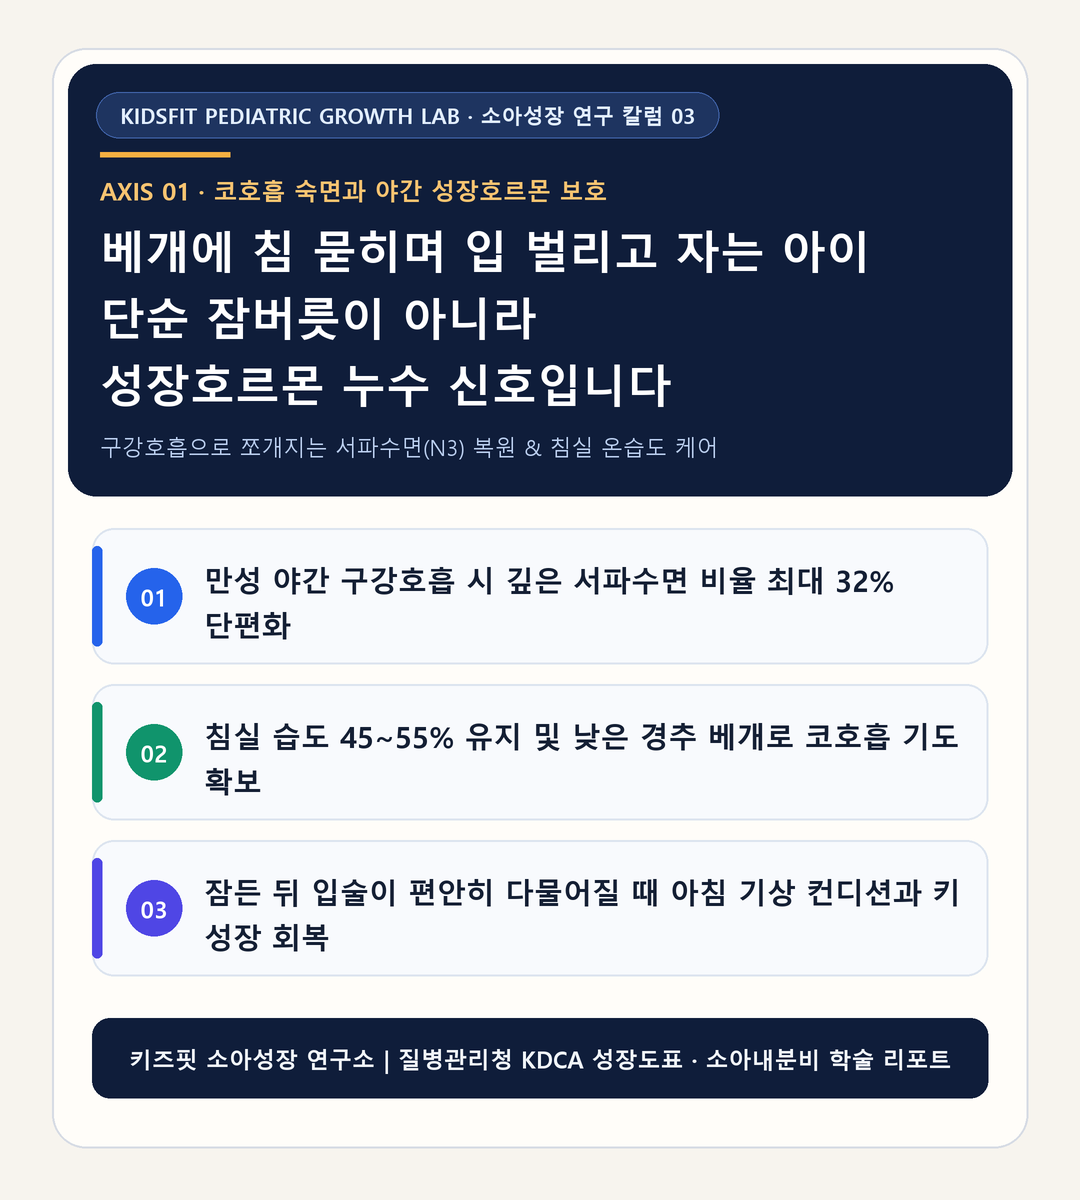 KIDSFIT PEDIATRIC GROWTH LAB · 소아성장 연구 칼럼 03
AXIS 01 · 코호흡 숙면과 야간 성장호르몬 보호
베개에 침 묻히며 입 벌리고 자는 아이
단순 잠버릇이 아니라
성장호르몬 누수 신호입니다
구강호흡으로 쪼개지는 서파수면(N3) 복원 & 침실 온습도 케어
01
만성 야간 구강호흡 시 깊은 서파수면 비율 최대 32%
단편화
02
침실 습도 45~55% 유지 및 낮은 경추 베개로 코호흡 기도
확보
03
잠든 뒤 입술이 편안히 다물어질 때 아침 기상 컨디션과 키
성장 회복
키즈핏 소아성장 연구소 | 질병관리청 KDCA 성장도표 · 소아내분비 학술 리포트